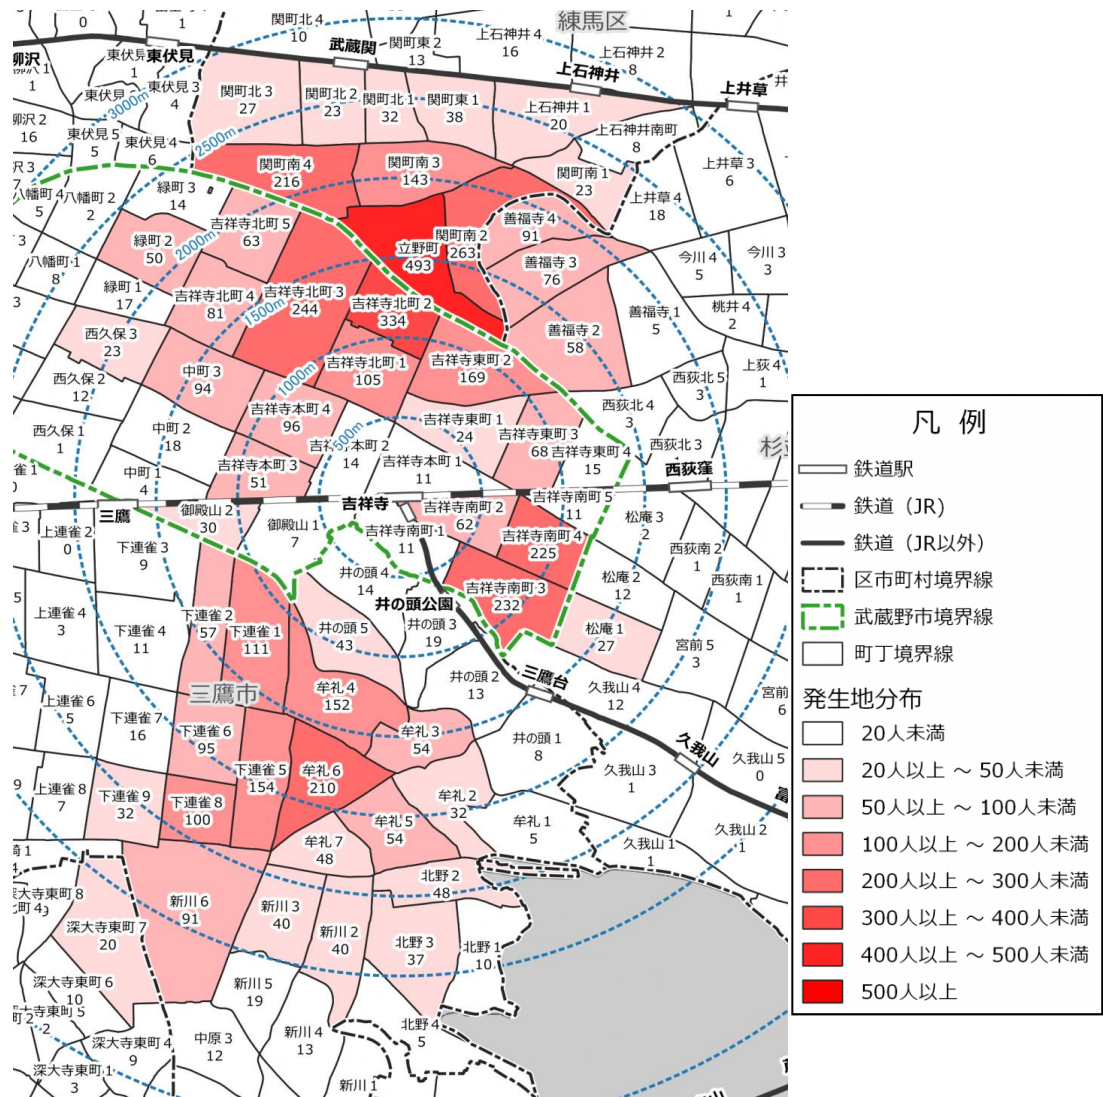 練馬区
関町北 4
10
武蔵関
関町東 2
13
上石神井 4
16
上石神井 2
8
1
0
1
柳沢
1
東伏見
1
東伏見 3
4
3000m
関町北 3
27
関町北 2
23
関町北 1
32
関町東 1
38
上石神井
上石神井 1
20
上井草
柳沢 2
16
東伏見 5
5
東伏見 4
6
2500m
上石神井南町
8
上井草 3
6
関町南 4
216
関町南 3
143
関町南 1
23
上井草 4
18
八幡町 4
5
八幡町 2
2
緑町 3
14
吉祥寺北町 5
63
立野町
493
関町南 2
263
善福寺 4
91
緑町 2
50
2000m
善福寺 3
76
今川 4
5
今川 3
3
八幡町 1
8
緑町 1
17
吉祥寺北町 4
81
吉祥寺北町 3
244
1500m
吉祥寺北町 2
334
善福寺 2
58
善福寺 1
5
桃井 4
2
西久保 3
23
中町 3
94
1000m
吉祥寺北町 1
105
吉祥寺東町 2
169
上荻 4
1
西荻北 5
3
西久保 2
12
吉祥寺本町 4
96
吉祥寺東町 1
24
西荻北 4
3
西久保 1
1
中町 2
18
500m
吉祥寺本町 2
14
吉祥寺東町 3
68
吉祥寺東町 4
15
西荻北 3
1
中町 1
4
吉祥寺本町 3
51
吉祥寺本町 1
11
西荻窪
三鷹
御殿山 2
30
御殿山 1
7
吉祥寺
吉祥寺南町 2
62
吉祥寺南町 5
11
松庵 3
2
上連雀 2
0
下連雀 3
9
吉祥寺南町 1
11
吉祥寺南町 4
225
西荻南 2
1
西荻南 1
1
井の頭 4
14
井の頭公園
吉祥寺南町 3
232
松庵 2
12
上連雀 4
3
下連雀 4
11
下連雀 2
57
下連雀 1
111
井の頭 5
43
井の頭 3
19
松庵 1
27
宮前 5
3
三鷹市
牟礼 4
152
井の頭 2
13
三鷹台
久我山 4
12
宮前
6
上連雀 6
5
下連雀 7
16
下連雀 6
95
牟礼 3
54
井の頭 1
8
久我山
久我山 5
0
上連雀 8
7
下連雀 9
32
下連雀 8
100
下連雀 5
154
牟礼 6
210
牟礼 2
32
久我山 3
1
牟礼 7
48
牟礼 5
54
牟礼 1
5
久我山 1
1
久我山 2
1
北野 2
48
深大寺東町 8
深大寺東町 7
20
新川 6
91
新川 3
40
新川 2
40
北野 3
37
北野 1
10
深大寺東町 6
10
新川 5
19
深大寺東町 5
2
深大寺東町 4
9
中原 3
12
新川 4
13
北野 4
5
深大寺東町 1
3
新川 1
凡 例
鉄道駅
鉄道（JR）
鉄道（JR以外）
区市町村境界線
武蔵野市境界線
町丁境界線
発生地分布
20人未満
20人以上 ～ 50人未満
50人以上 ～ 100人未満
100人以上 ～ 200人未満
200人以上 ～ 300人未満
300人以上 ～ 400人未満
400人以上 ～ 500人未満
500人以上